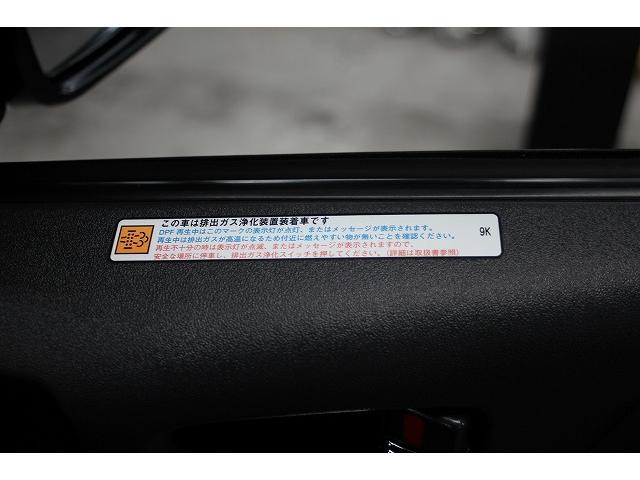 この車は排出ガス浄化装置装着車です
DPF再生中はこのマークの表示灯が点灯、またはメッセージが表示されます。
再生中は排出ガスが高温になるため付近に燃えやすい物が無いことを確認ください。
再生不十分の時は表示灯が点滅、またはメッセージが表示されますので、
安全な場所に停車し、排出ガス浄化スイッチを押してください。(詳細は取扱書参照)
9K